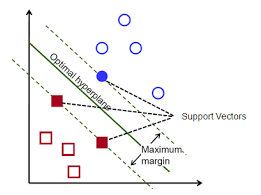 Optimal hyperplane
Support Vectors
Maximum.
margin